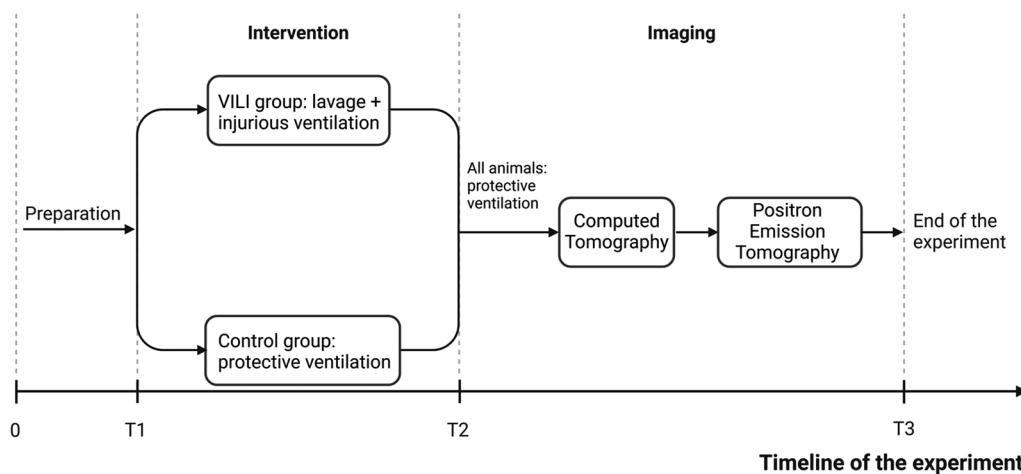 Intervention
Imaging
VILI group: lavage +
injurious ventilation
All animals:
protective
ventilation
Preparation
Computed
Tomography
Positron
Emission
Tomography
End of the
experiment
Control group:
protective ventilation
0
T1
T2
T3
Timeline of the experiment